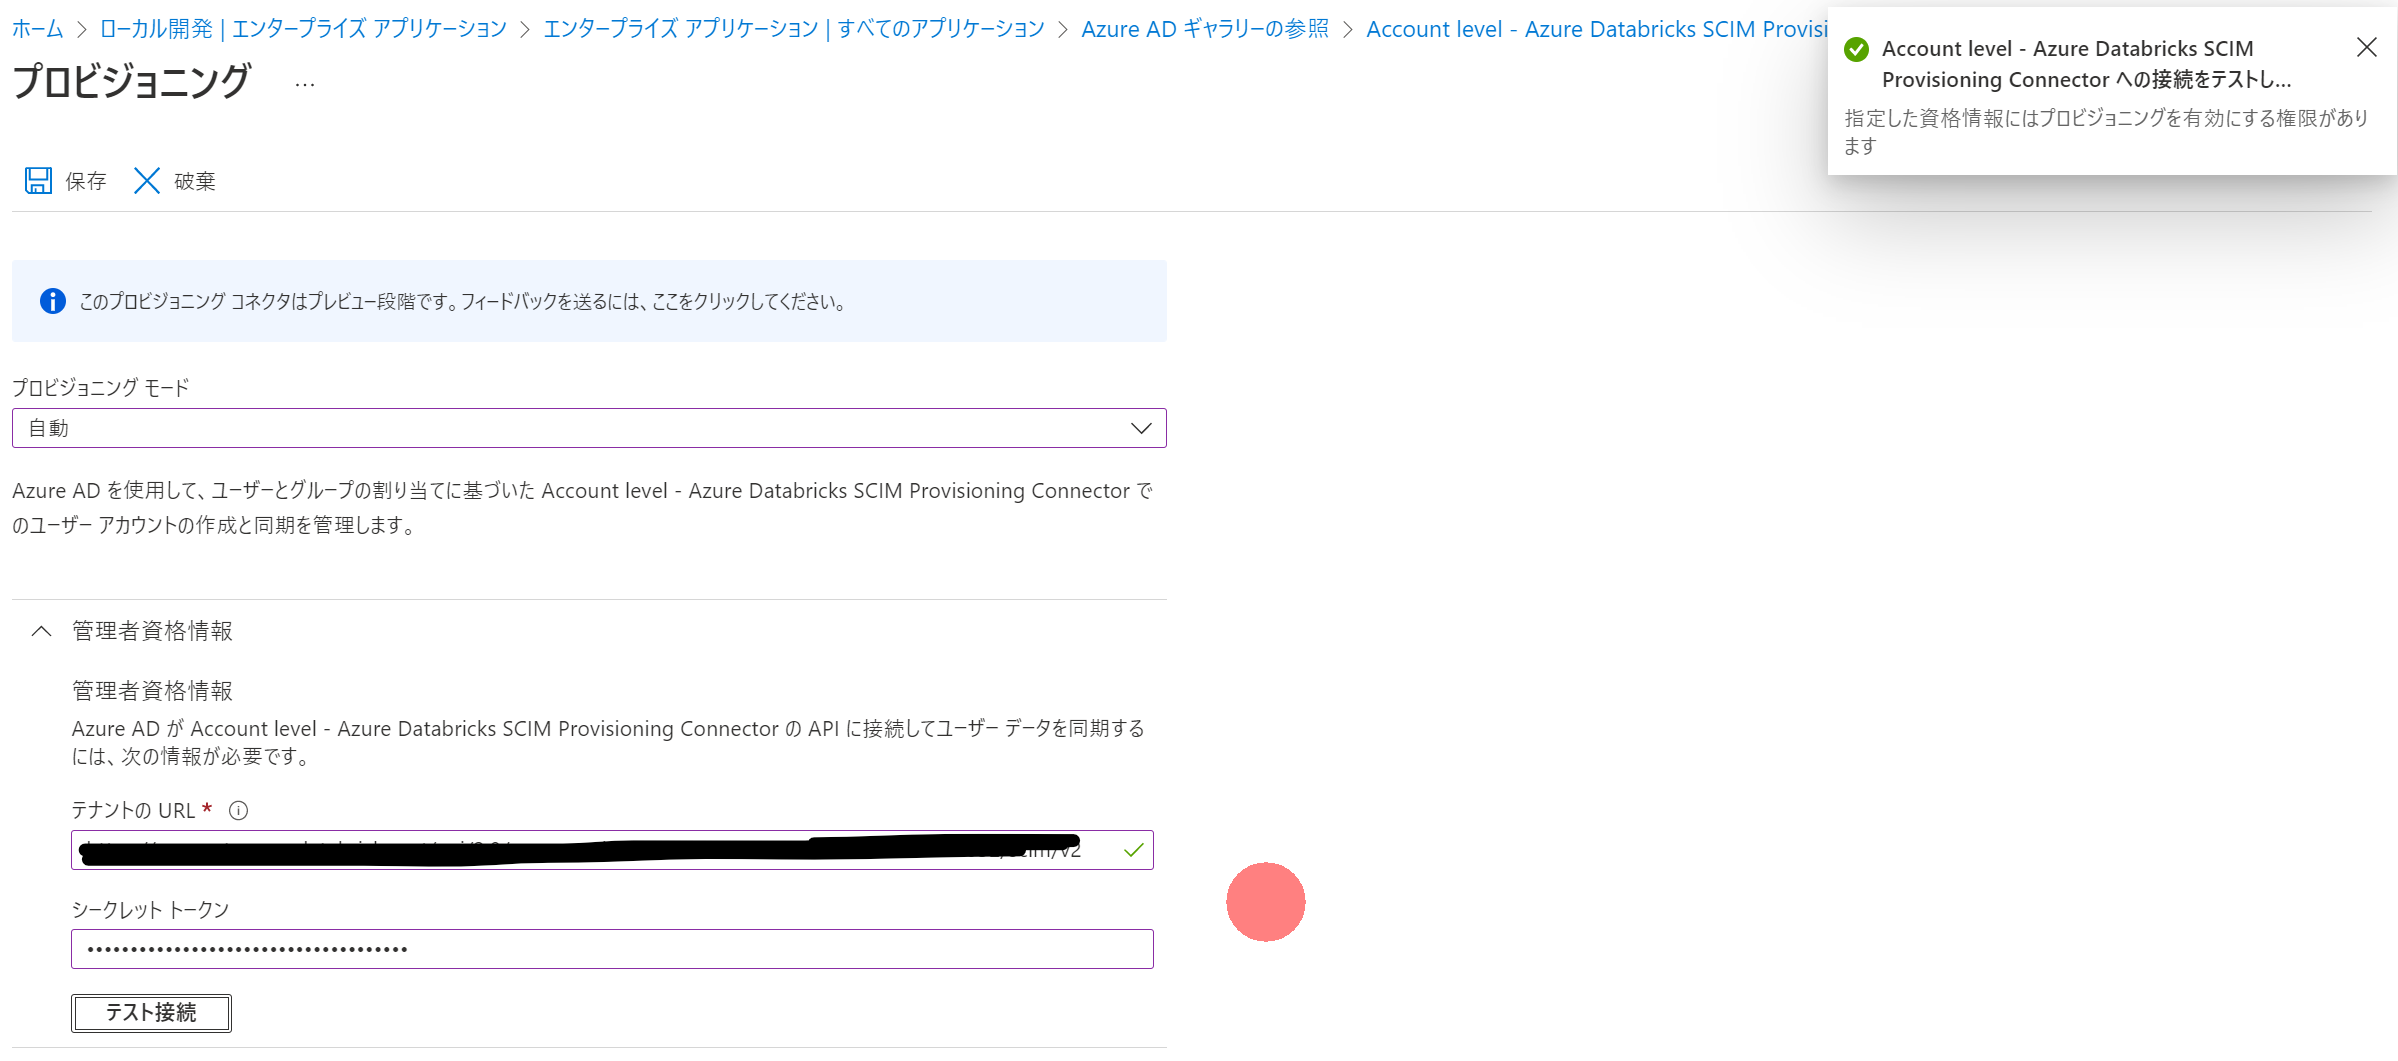 ホーム > ローカル開発 | エンタープライズ アプリケーション > エンタープライズ アプリケーション | すべてのアプリケーション > Azure AD ギャラリーの参照 > Account level - Azure Databricks SCIM Provisi
プロビジョニング ...
Account level - Azure Databricks SCIM
Provisioning Connector への接続をテストし...
指定した資格情報にはプロビジョニングを有効にする権限があり
ます
保存 破棄
このプロビジョニング コネクタはプレビュー段階です。フィードバックを送るには、ここをクリックしてください。
プロビジョニング モード
自動
Azure AD を使用して、ユーザーとグループの割り当てに基づいた Account level - Azure Databricks SCIM Provisioning Connector で
のユーザー アカウントの作成と同期を管理します。
管理者資格情報
管理者資格情報
Azure AD が Account level - Azure Databricks SCIM Provisioning Connector の API に接続してユーザー データを同期する
には、次の情報が必要です。
テナントの URL *
シークレット トークン
テスト接続